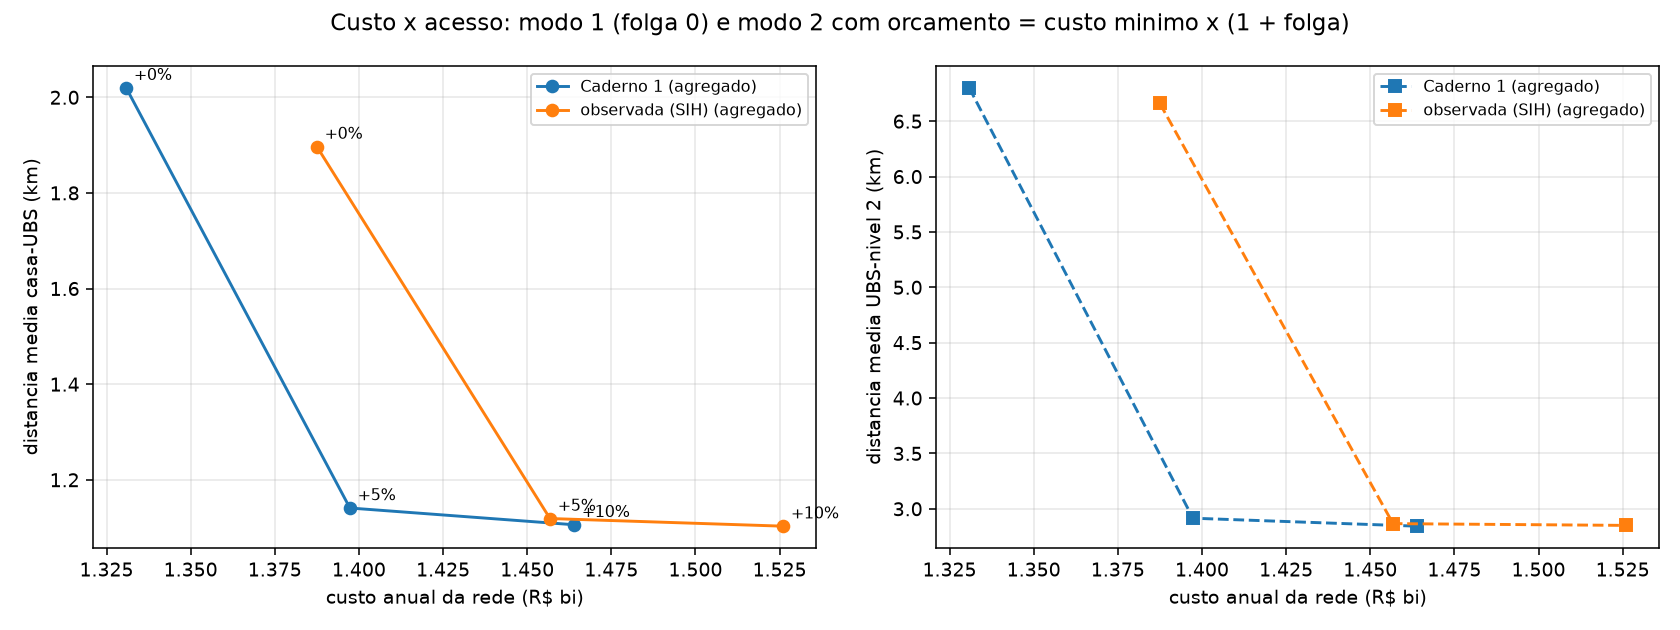 Custo x acesso: modo 1 (folga 0) e modo 2 com orcamento = custo minimo x (1 + folga)
distancia media casa-UBS (km)
2.0
1.8
1.6
1.4
1.2
+0%
+0%
+5%
+5%
+10%
+10%
Caderno 1 (agregado)
observada (SIH) (agregado)
1.325 1.350 1.375 1.400 1.425 1.450 1.475 1.500 1.525
custo anual da rede (R$ bi)
distancia media UBS-nivel 2 (km)
6.5
6.0
5.5
5.0
4.5
4.0
3.5
3.0
Caderno 1 (agregado)
observada (SIH) (agregado)
1.325 1.350 1.375 1.400 1.425 1.450 1.475 1.500 1.525
custo anual da rede (R$ bi)